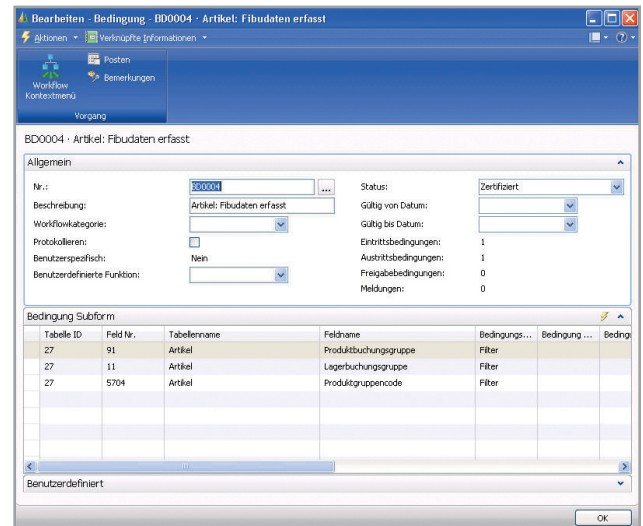 Bearbeiten - Bedingung - BD0004 · Artikel: Fibudaten erfasst
Aktionen Verknüpfte Informationen
Workflow Kontextmenü
Posten
Bemerkungen
Vorgang
BD0004 · Artikel: Fibudaten erfasst
Allgemein
Nr.: BD0004 ...
Beschreibung: Artikel: Fibudaten erfasst
Workflowkategorie:
Protokollieren:
Benutzerspezifisch: Nein
Benutzerdefinierte Funktion:
Status: Zertifiziert
Gültig von Datum:
Gültig bis Datum:
Eintrittsbedingungen: 1
Austrittsbedingungen: 1
Freigabebedingungen: 0
Meldungen: 0
Bedingung Subform
Tabelle ID Feld Nr. Tabellenname Feldname Bedingungs... Bedingung ... Beding
27 91 Artikel Produktbuchungsgruppe Filter
27 11 Artikel Lagerbuchungsgruppe Filter
27 5704 Artikel Produktgruppencode Filter
Benutzerdefiniert
OK